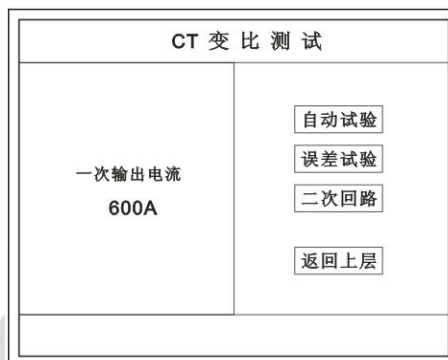 CT 变比测试
一次输出电流
600A
自动试验
误差试验
二次回路
返回上层